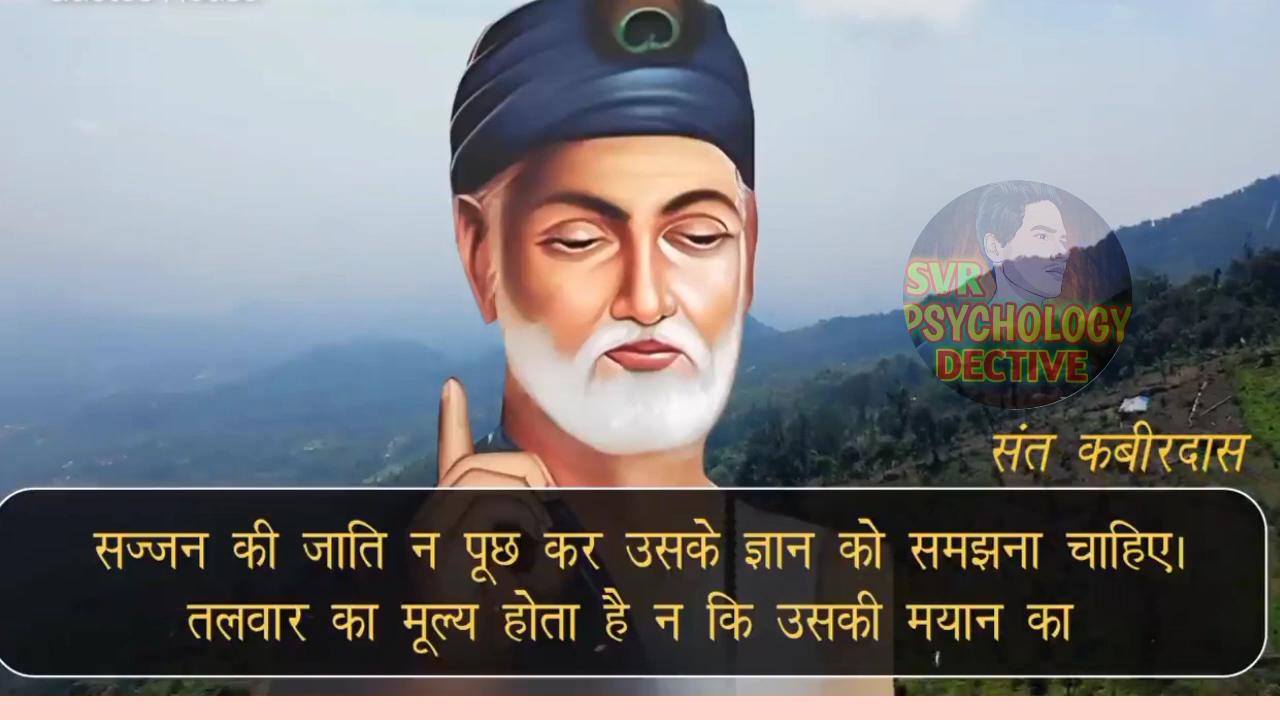 SVR
PSYCHOLOGY
DECTIVE
संत कबीरदास
सज्जन की जाति न पूछ कर उसके ज्ञान को समझना चाहिए।
तलवार का मूल्य होता है न कि उसकी मयान का